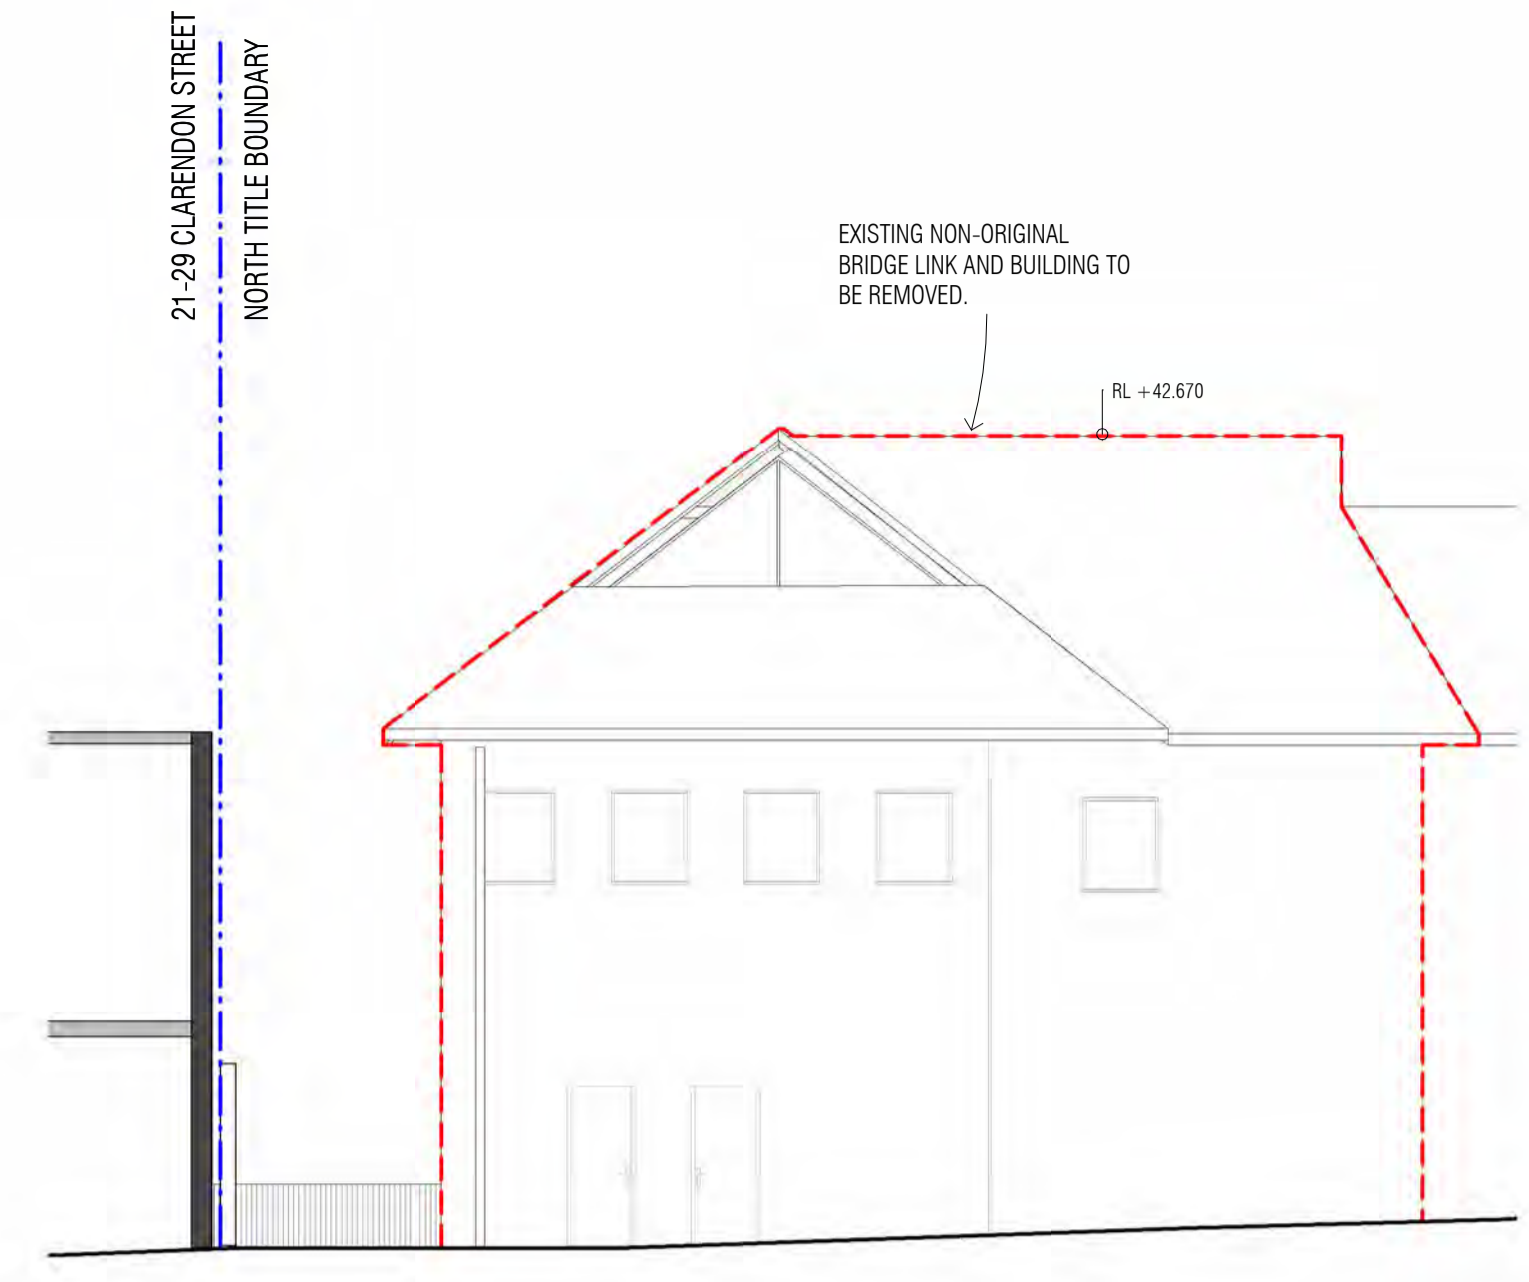 21-29 CLARENDON STREET
NORTH TITLE BOUNDARY
EXISTING NON-ORIGINAL
BRIDGE LINK AND BUILDING TO
BE REMOVED.
RL +42.670